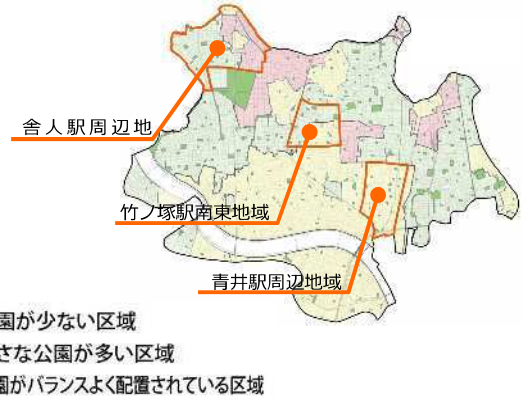 舎人駅周辺地
竹ノ塚駅南東地域
青井駅周辺地域
園が少ない区域
さな公園が多い区域
園がバランスよく配置されている区域